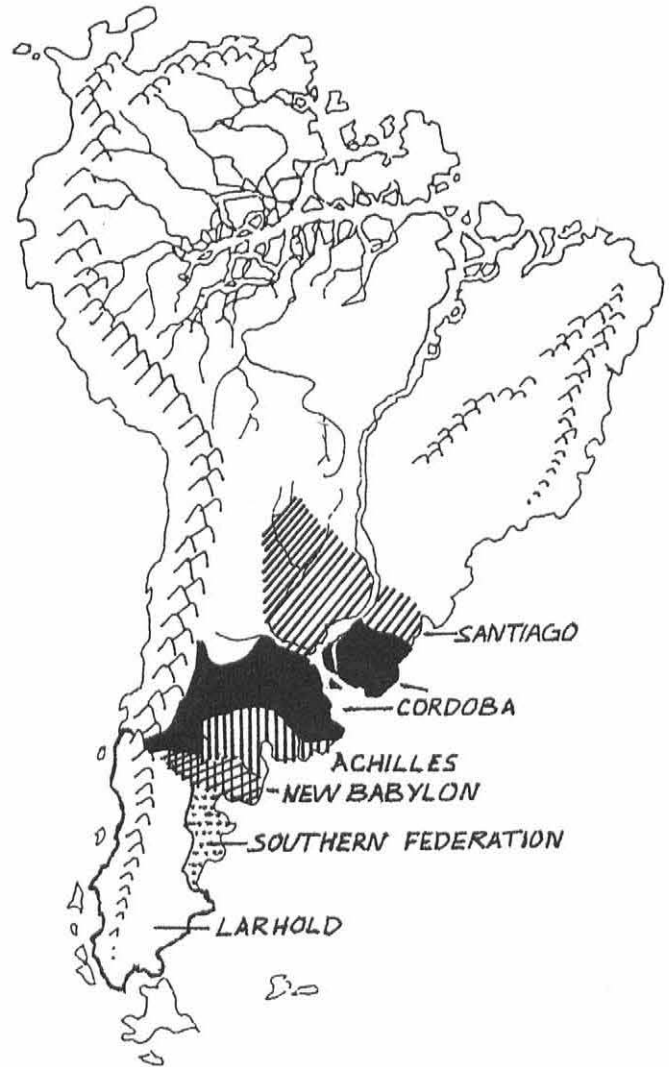 SANTIAGO
CORDOBA
ACHILLES
NEW BABYLON
SOUTHERN FEDERATION
LARHOLD